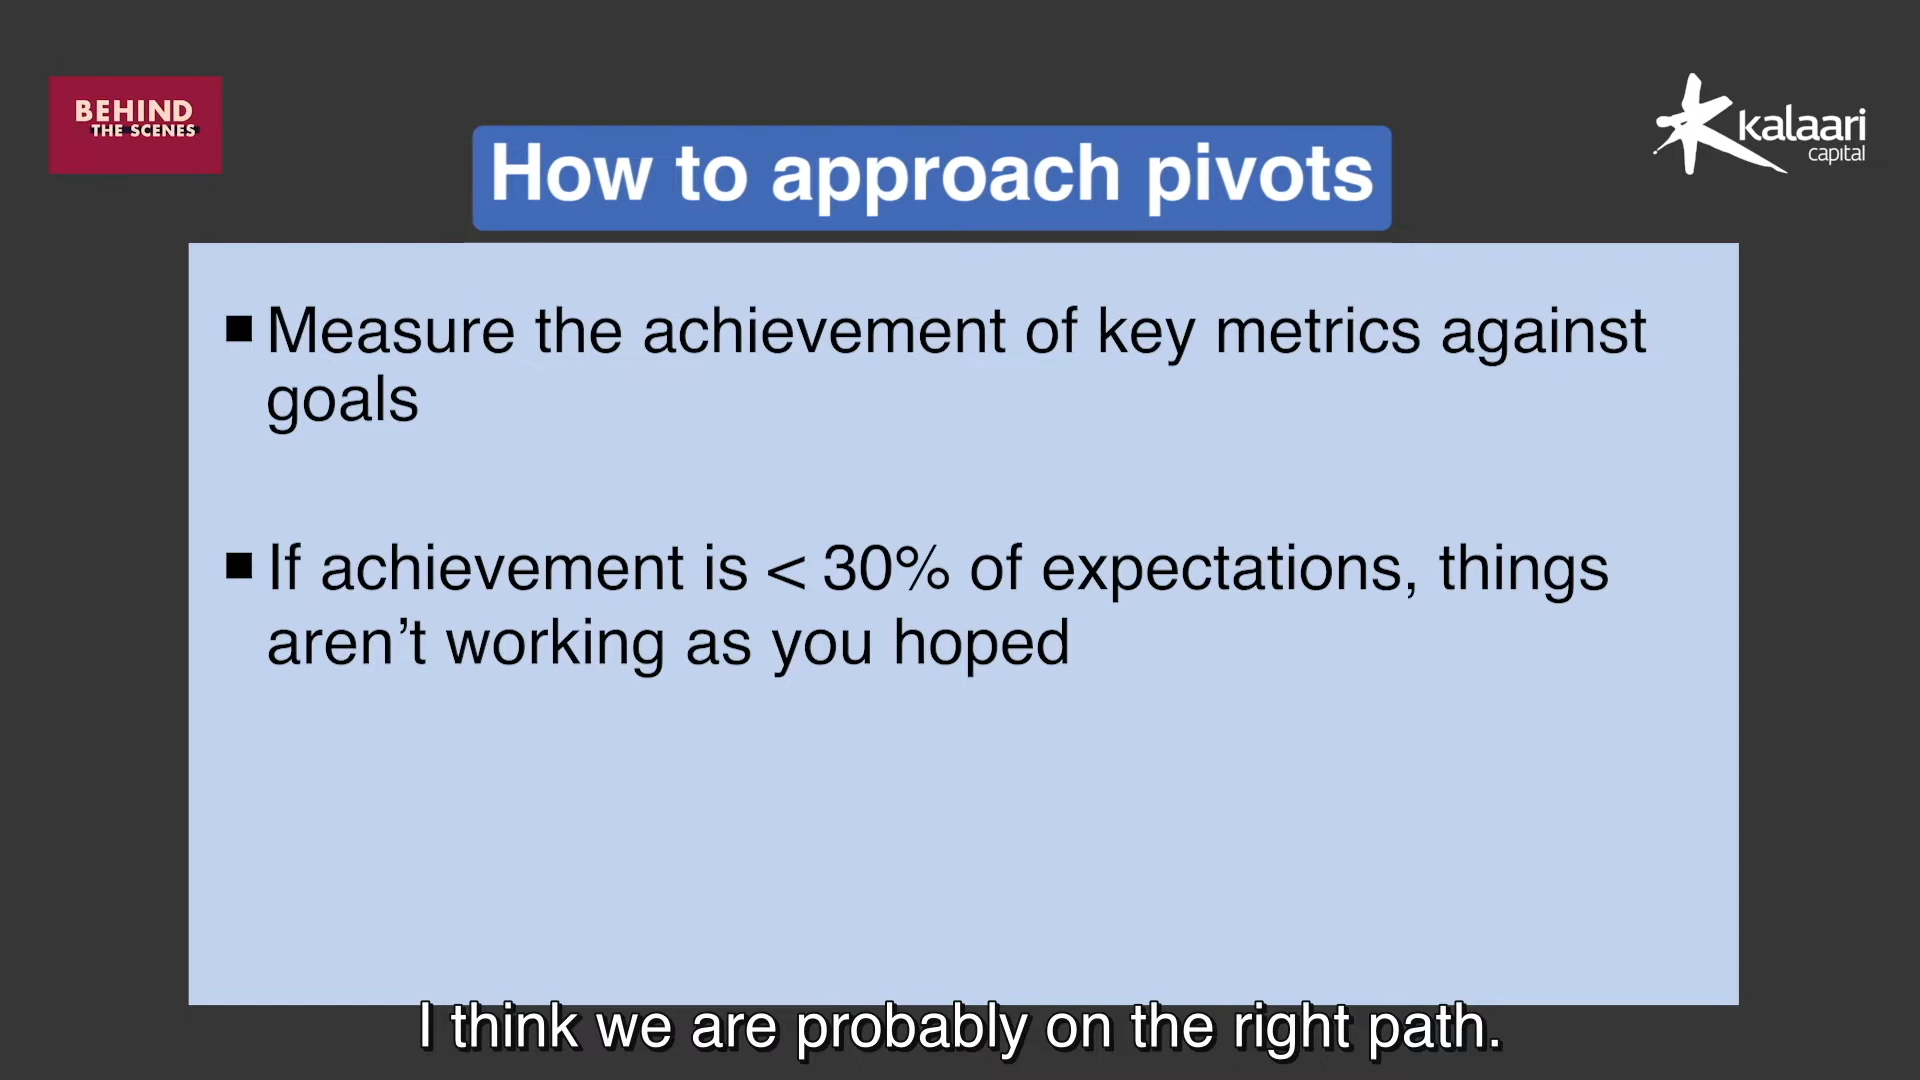 BEHIND
THE SCENES
kalaari
capital
How to approach pivots
■ Measure the achievement of key metrics against
goals
■ If achievement is < 30% of expectations, things
aren’t working as you hoped
I think we are probably on the right path.